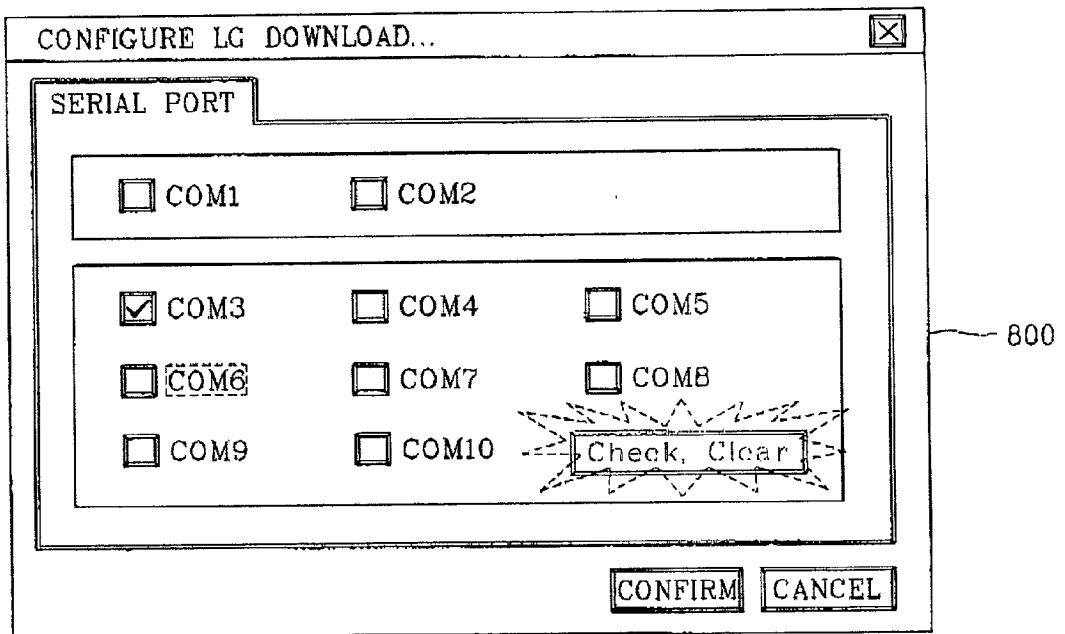 CONFIGURE LG DOWNLOAD...
SERIAL PORT
COM1 COM2
COM3 COM4 COM5
800
COM6 COM7 COM8
COM9 COM10 Check, Clear
CONFIRM CANCEL